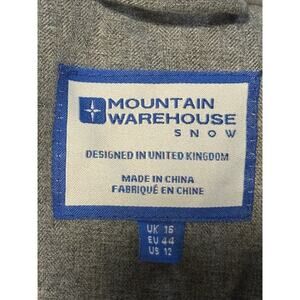 MOUNTAIN
WAREHOUSE
SNOW
DESIGNED IN UNITED KINGDOM
MADE IN CHINA
FABRIQUÉ EN CHINE
UK 16
EU 44
US 12